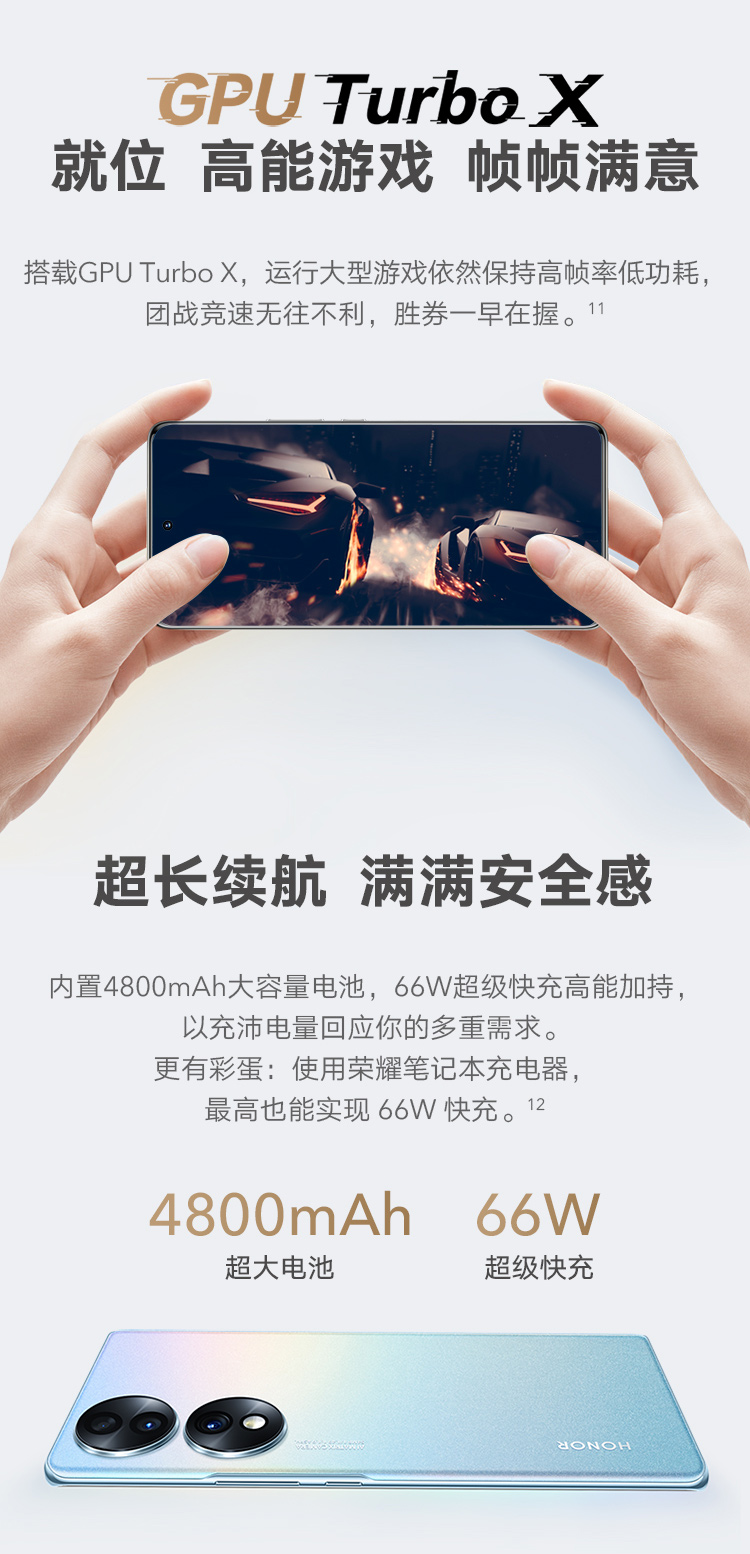 GPU Turbo X
就位 高能游戏 帧帧满意
搭载GPU Turbo X，运行大型游戏依然保持高帧率低功耗，
团战竞速无往不利，胜券一早在握。11
超长续航 满满安全感
内置4800mAh大容量电池，66W超级快充高能加持，
以充沛电量回应你的多重需求。
更有彩蛋：使用荣耀笔记本充电器，
最高也能实现 66W 快充。12
4800mAh 66W
超大电池 超级快充
HONOR